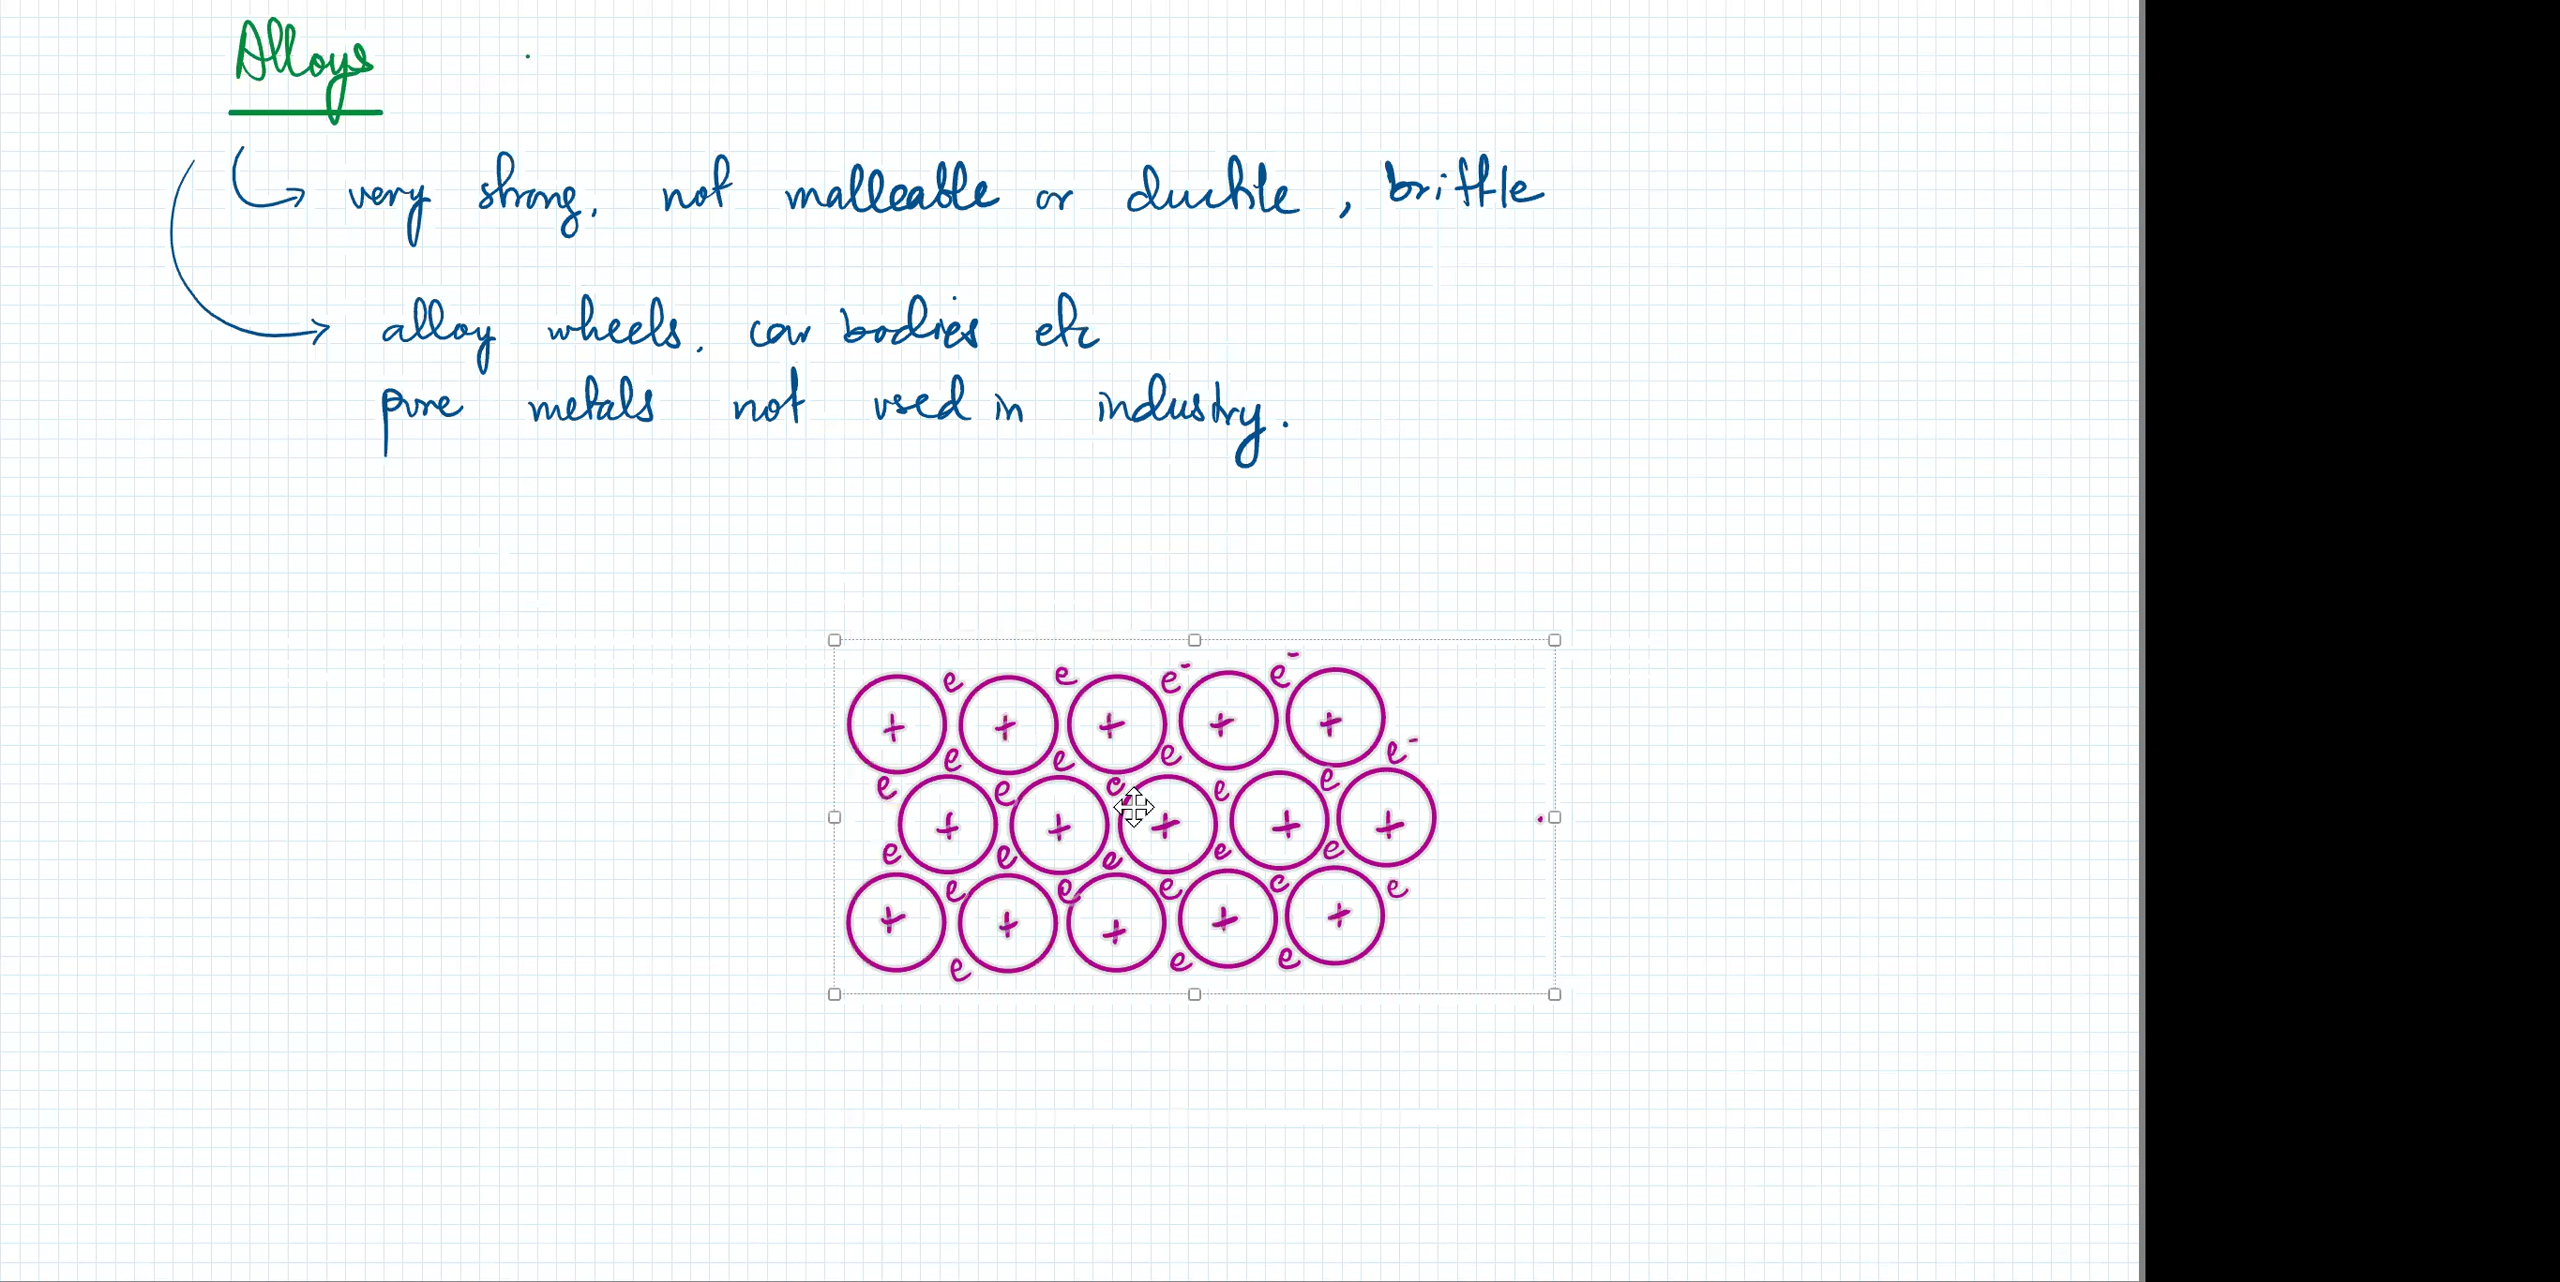 Alloys
very strong, not malleable or ductile, brittle
alloy wheels, car bodies etc
pure metals not used in industry.
e e e⁻ e⁻
+ + + + +
e e e e⁻
e e e e e
+ + + + +
e e e e e
e e e e e
+ + + + +
e e e